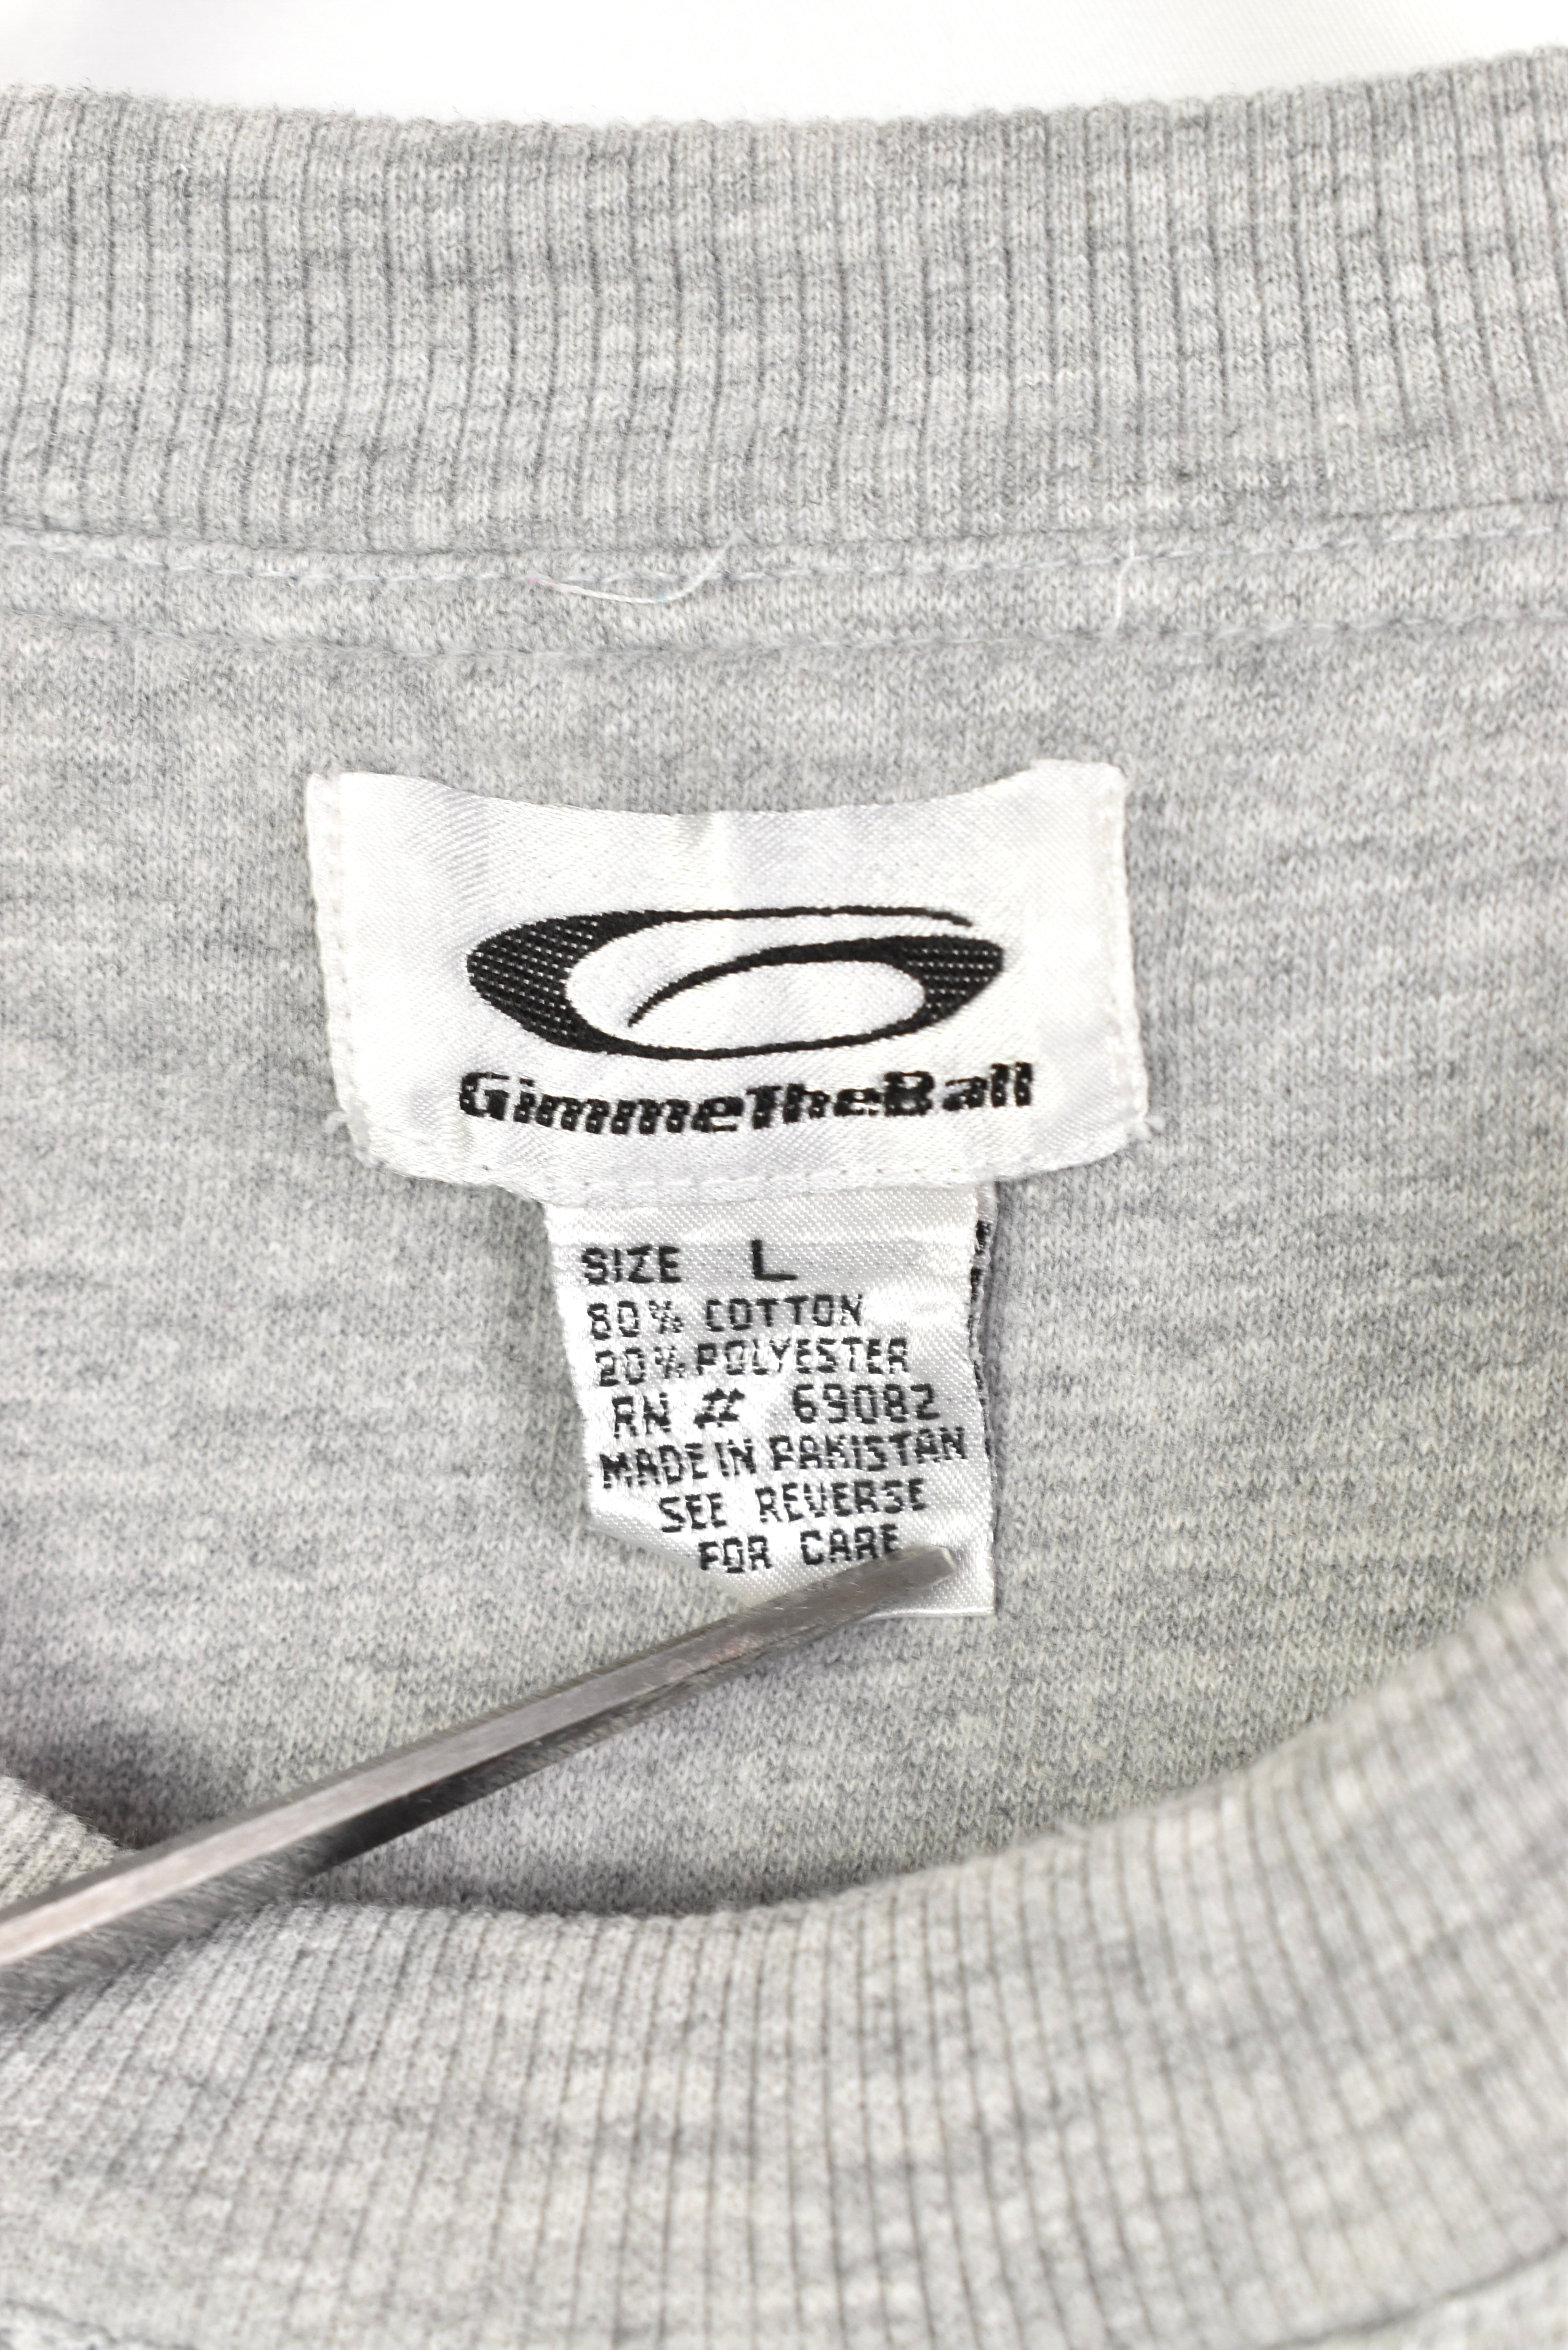 GimmeTheBall
SIZE L
80% COTTON
20% POLYESTER
RN # 69082
MADE IN PAKISTAN
SEE REVERSE
FOR CARE